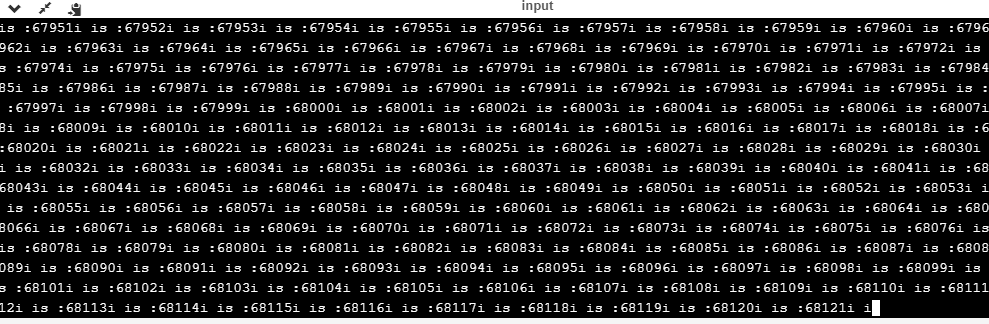 input
is :67951i is :67952i is :67953i is :67954i is :67955i is :67956i is :67957i is :67958i is :67959i is :67960i is :6796
962i is :67963i is :67964i is :67965i is :67966i is :67967i is :67968i is :67969i is :67970i is :67971i is :67972i is
s :67974i is :67975i is :67976i is :67977i is :67978i is :67979i is :67980i is :67981i is :67982i is :67983i is :67984
85i is :67986i is :67987i is :67988i is :67989i is :67990i is :67991i is :67992i is :67993i is :67994i is :67995i is :
:67997i is :67998i is :67999i is :68000i is :68001i is :68002i is :68003i is :68004i is :68005i is :68006i is :68007i
8i is :68009i is :68010i is :68011i is :68012i is :68013i is :68014i is :68015i is :68016i is :68017i is :68018i is :6
:68020i is :68021i is :68022i is :68023i is :68024i is :68025i is :68026i is :68027i is :68028i is :68029i is :68030i
i is :68032i is :68033i is :68034i is :68035i is :68036i is :68037i is :68038i is :68039i is :68040i is :68041i is :68
68043i is :68044i is :68045i is :68046i is :68047i is :68048i is :68049i is :68050i is :68051i is :68052i is :68053i i
is :68055i is :68056i is :68057i is :68058i is :68059i is :68060i is :68061i is :68062i is :68063i is :68064i is :680
8066i is :68067i is :68068i is :68069i is :68070i is :68071i is :68072i is :68073i is :68074i is :68075i is :68076i is
is :68078i is :68079i is :68080i is :68081i is :68082i is :68083i is :68084i is :68085i is :68086i is :68087i is :6808
089i is :68090i is :68091i is :68092i is :68093i is :68094i is :68095i is :68096i is :68097i is :68098i is :68099i is
s :68101i is :68102i is :68103i is :68104i is :68105i is :68106i is :68107i is :68108i is :68109i is :68110i is :68111
12i is :68113i is :68114i is :68115i is :68116i is :68117i is :68118i is :68119i is :68120i is :68121i i